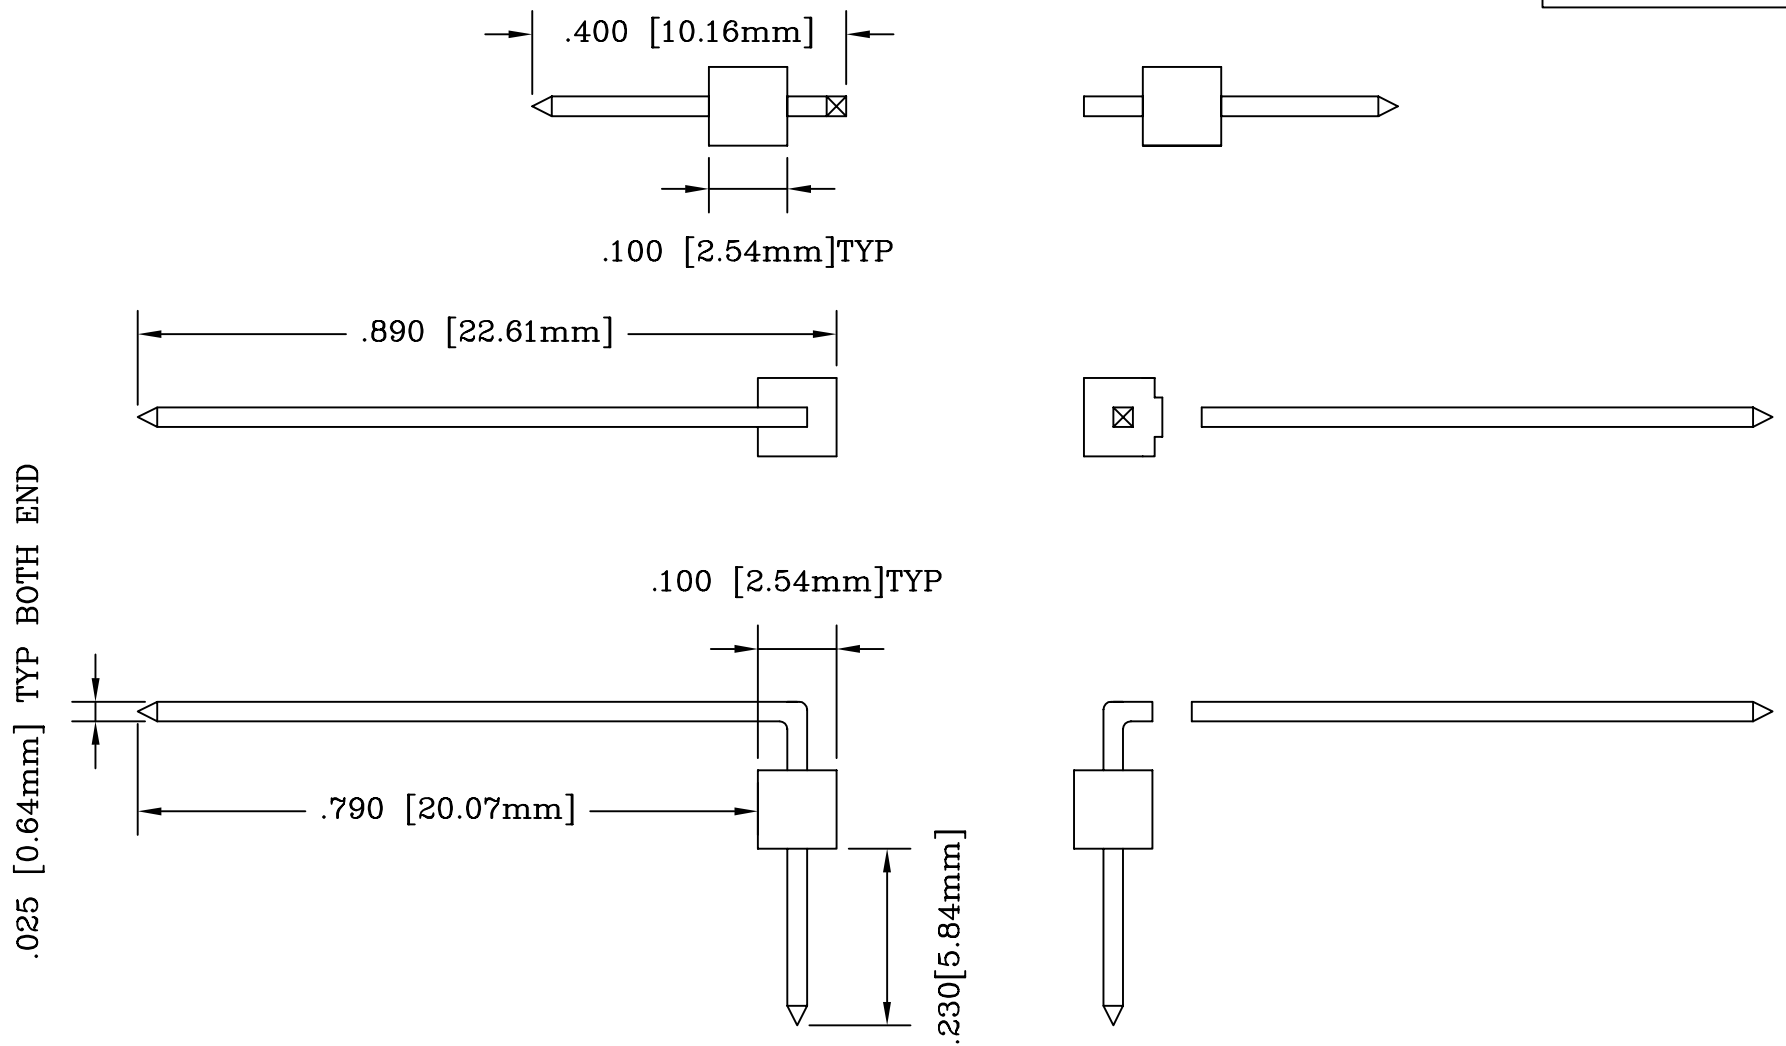 .400 [10.16mm]
.100 [2.54mm]TYP
.890 [22.61mm]
.025 [0.64mm] TYP BOTH END
.100 [2.54mm]TYP
.790 [20.07mm]
.230[5.84mm]